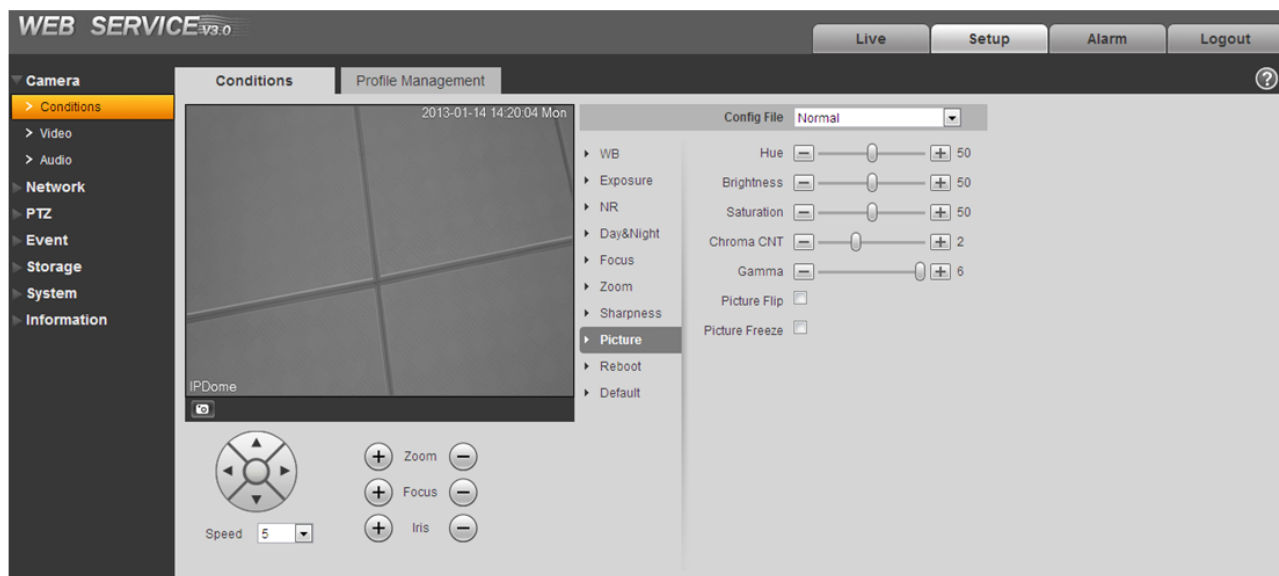 WEB SERVICE V3.0
Live
Setup
Alarm
Logout
Camera
Conditions
Video
Audio
Network
PTZ
Event
Storage
System
Information
Conditions
Profile Management
?
2013-01-14 14:20:04 Mon
IPDome
Zoom
Focus
Iris
Speed 5
WB
Exposure
NR
Day&Night
Focus
Zoom
Sharpness
Picture
Reboot
Default
Config File Normal
Hue 50
Brightness 50
Saturation 50
Chroma CNT 2
Gamma 6
Picture Flip
Picture Freeze